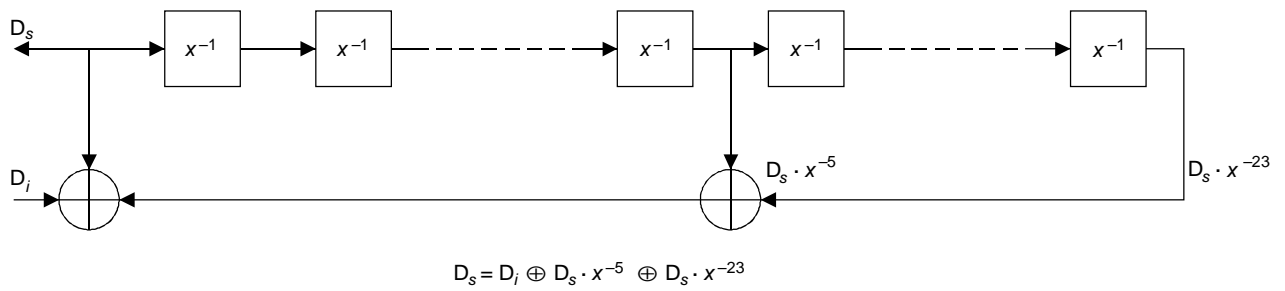 Dₛ
x⁻¹ x⁻¹ x⁻¹ x⁻¹ x⁻¹
Dᵢ
Dₛ · x⁻⁵
Dₛ · x⁻²³
Dₛ = Dᵢ ⊕ Dₛ · x⁻⁵ ⊕ Dₛ · x⁻²³